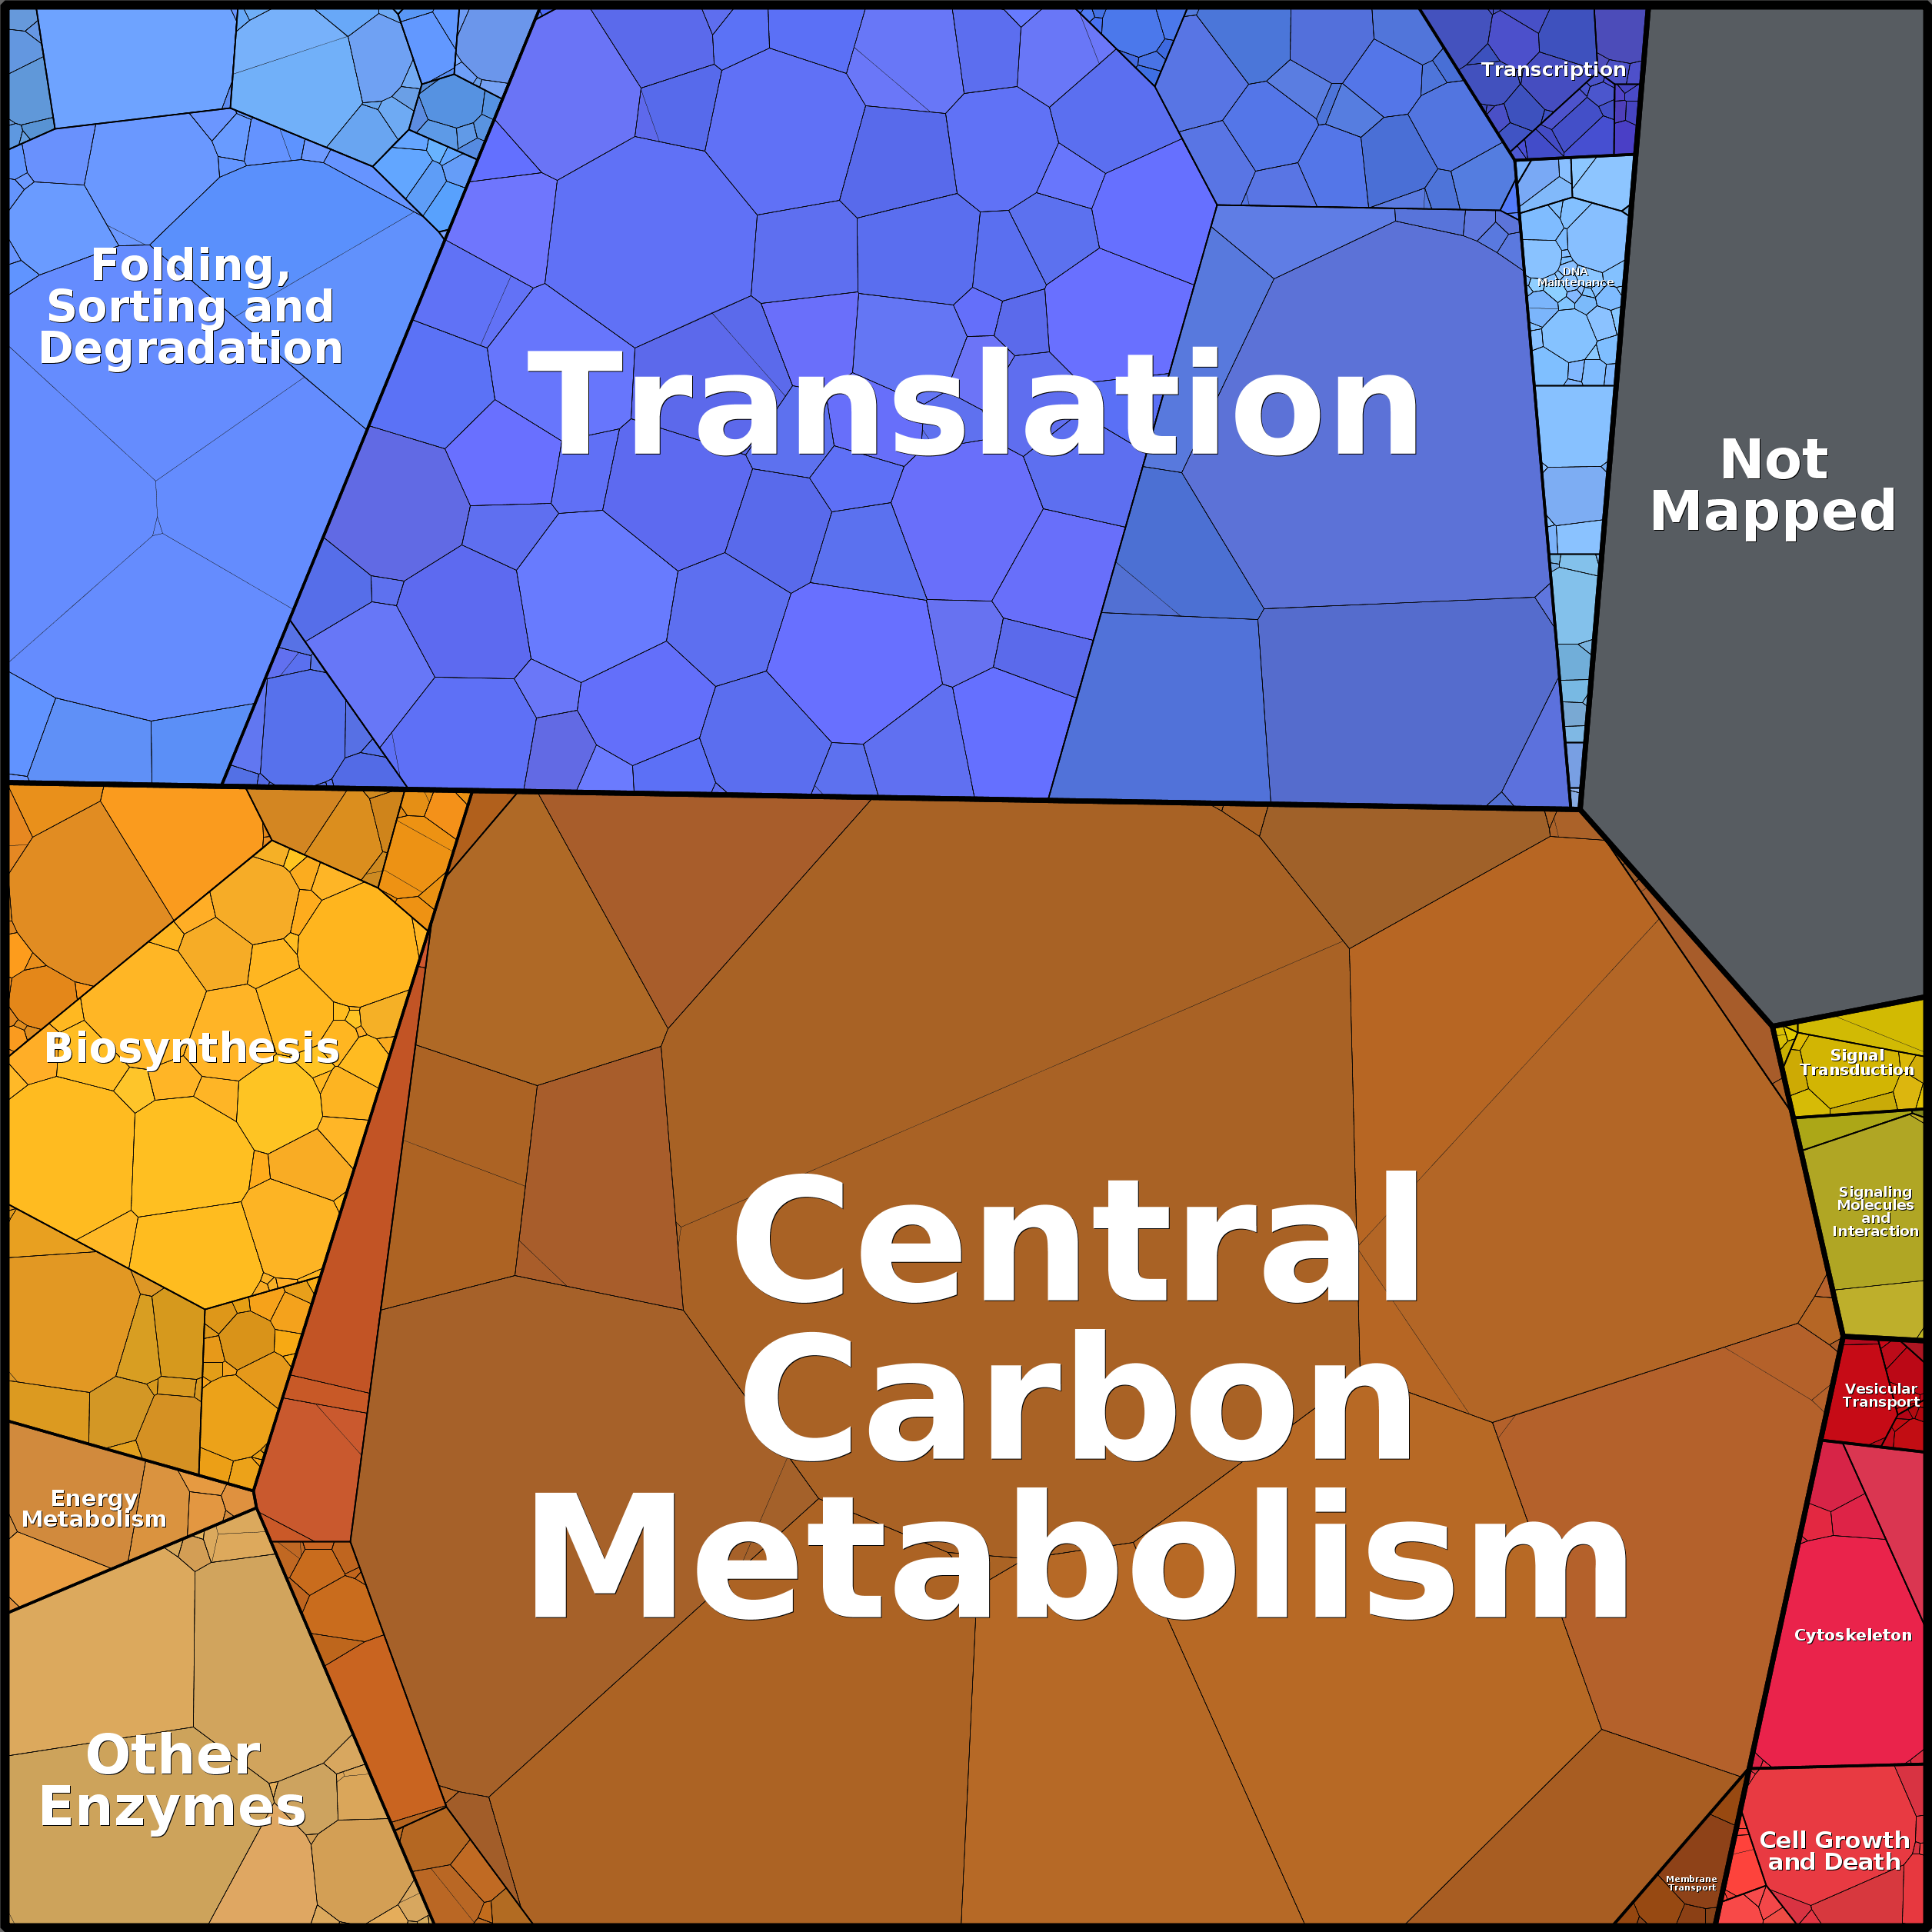 Transcription
Folding,
Sorting and
Degradation
DNA
Maintenance
Translation
Not
Mapped
Biosynthesis
Signal
Transduction
Signaling
Molecules
and
Interaction
Central
Carbon
Metabolism
Vesicular
Transport
Energy
Metabolism
Cytoskeleton
Other
Enzymes
Cell Growth
and Death
Membrane
Transport